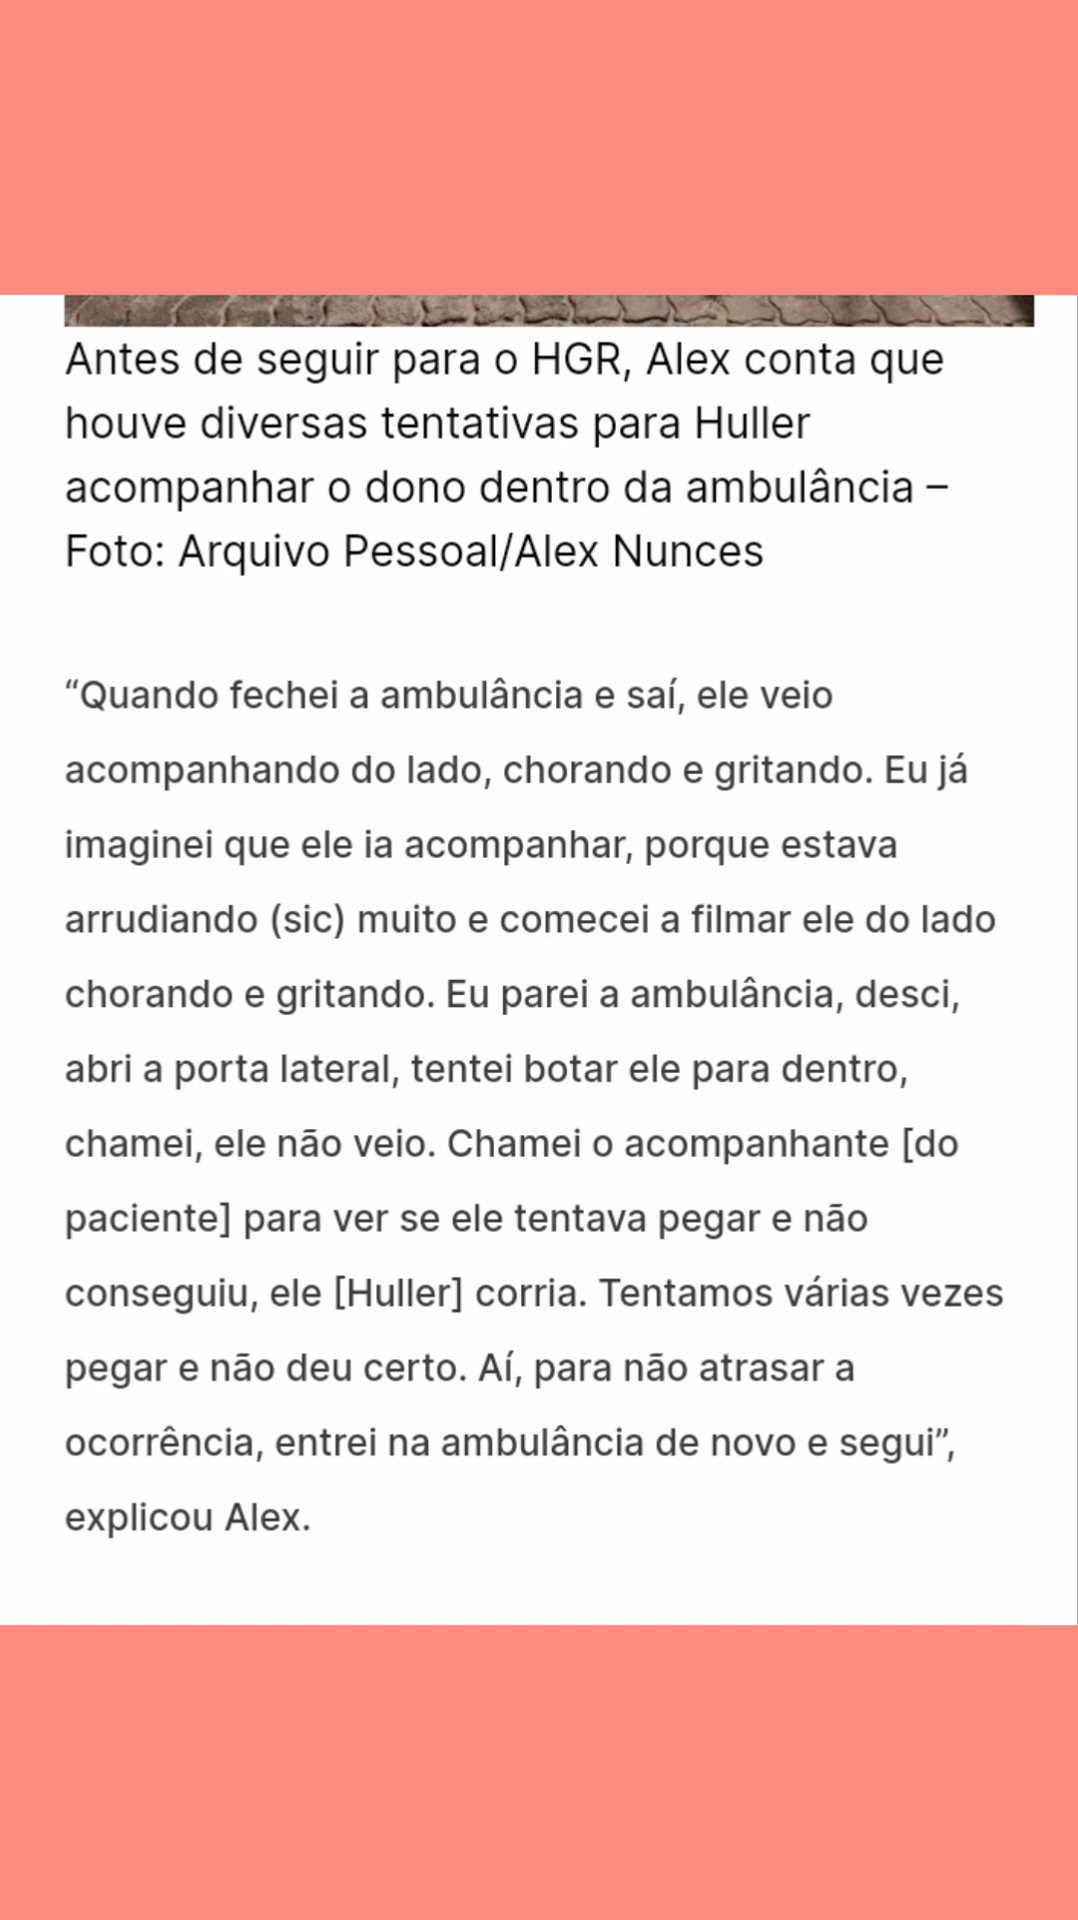 Antes de seguir para o HGR, Alex conta que
houve diversas tentativas para Huller
acompanhar o dono dentro da ambulância –
Foto: Arquivo Pessoal/Alex Nunces
“Quando fechei a ambulância e saí, ele veio
acompanhando do lado, chorando e gritando. Eu já
imaginei que ele ia acompanhar, porque estava
arrudiando (sic) muito e comecei a filmar ele do lado
chorando e gritando. Eu parei a ambulância, desci,
abri a porta lateral, tentei botar ele para dentro,
chamei, ele não veio. Chamei o acompanhante [do
paciente] para ver se ele tentava pegar e não
conseguiu, ele [Huller] corria. Tentamos várias vezes
pegar e não deu certo. Aí, para não atrasar a
ocorrência, entrei na ambulância de novo e segui”,
explicou Alex.